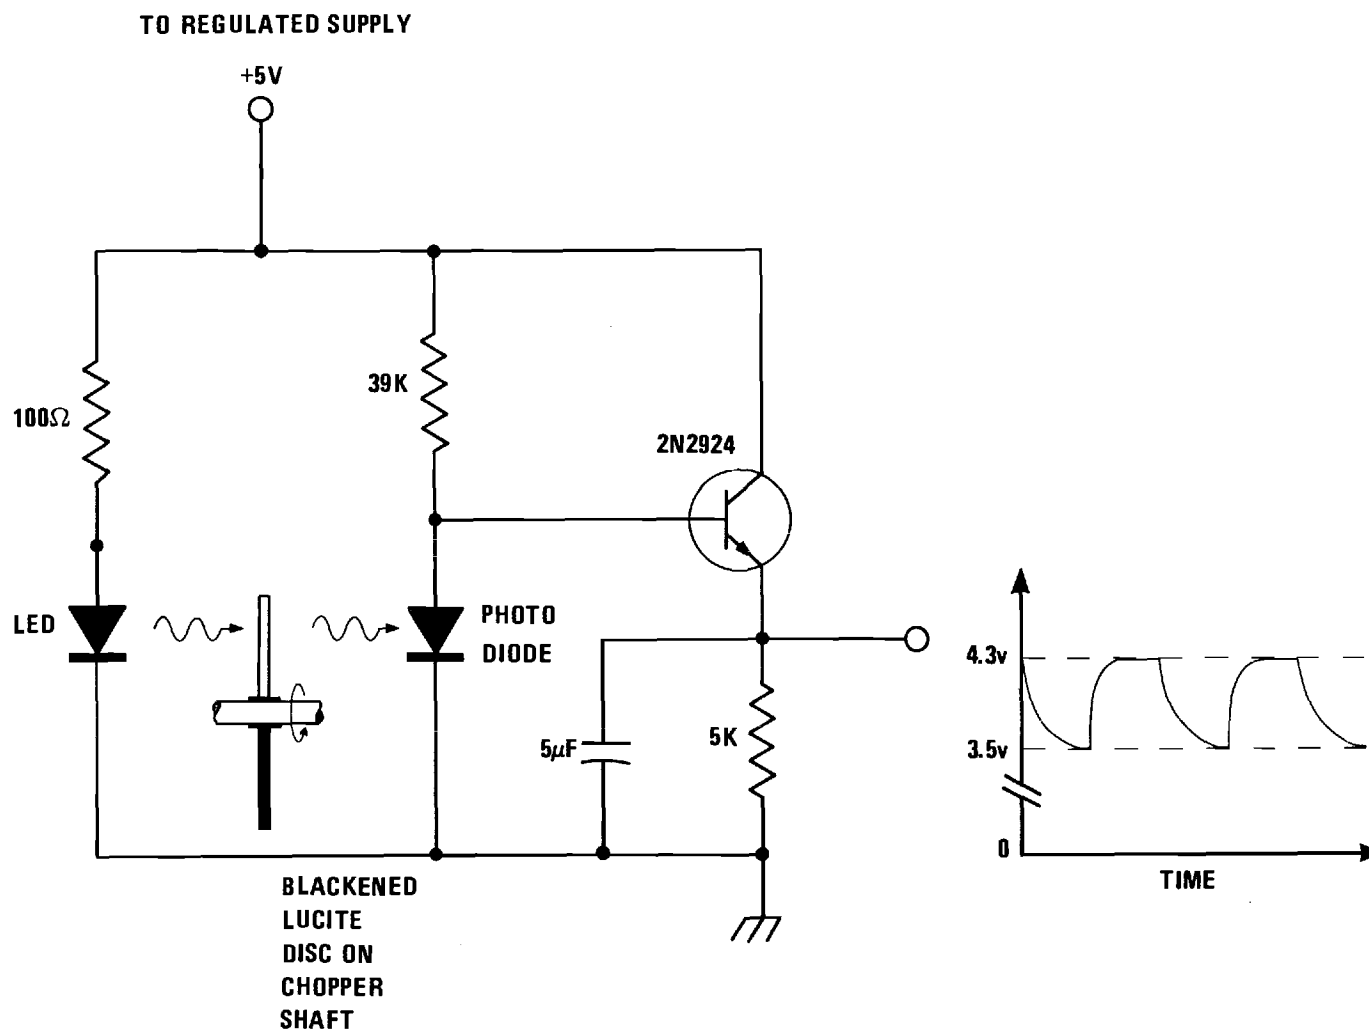 TO REGULATED SUPPLY
+5V
100Ω
39K
2N2924
LED
PHOTO
DIODE
5μF
5K
BLACKENED
LUCITE
DISC ON
CHOPPER
SHAFT
4.3v
3.5v
0
TIME